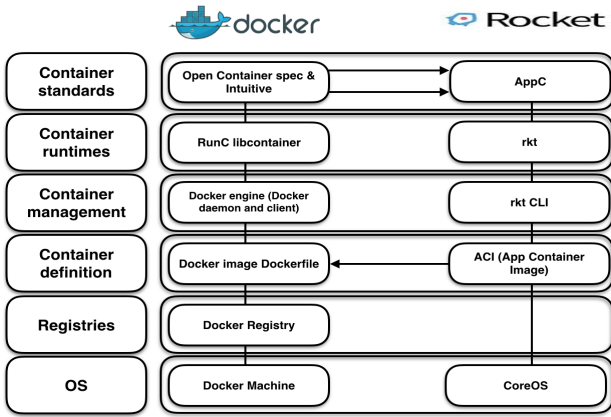 docker
Rocket
Container
standards
Open Container spec &
Intuitive
AppC
Container
runtimes
RunC libcontainer
rkt
Container
management
Docker engine (Docker
daemon and client)
rkt CLI
Container
definition
Docker image Dockerfile
ACI (App Container
Image)
Registries
Docker Registry
OS
Docker Machine
CoreOS